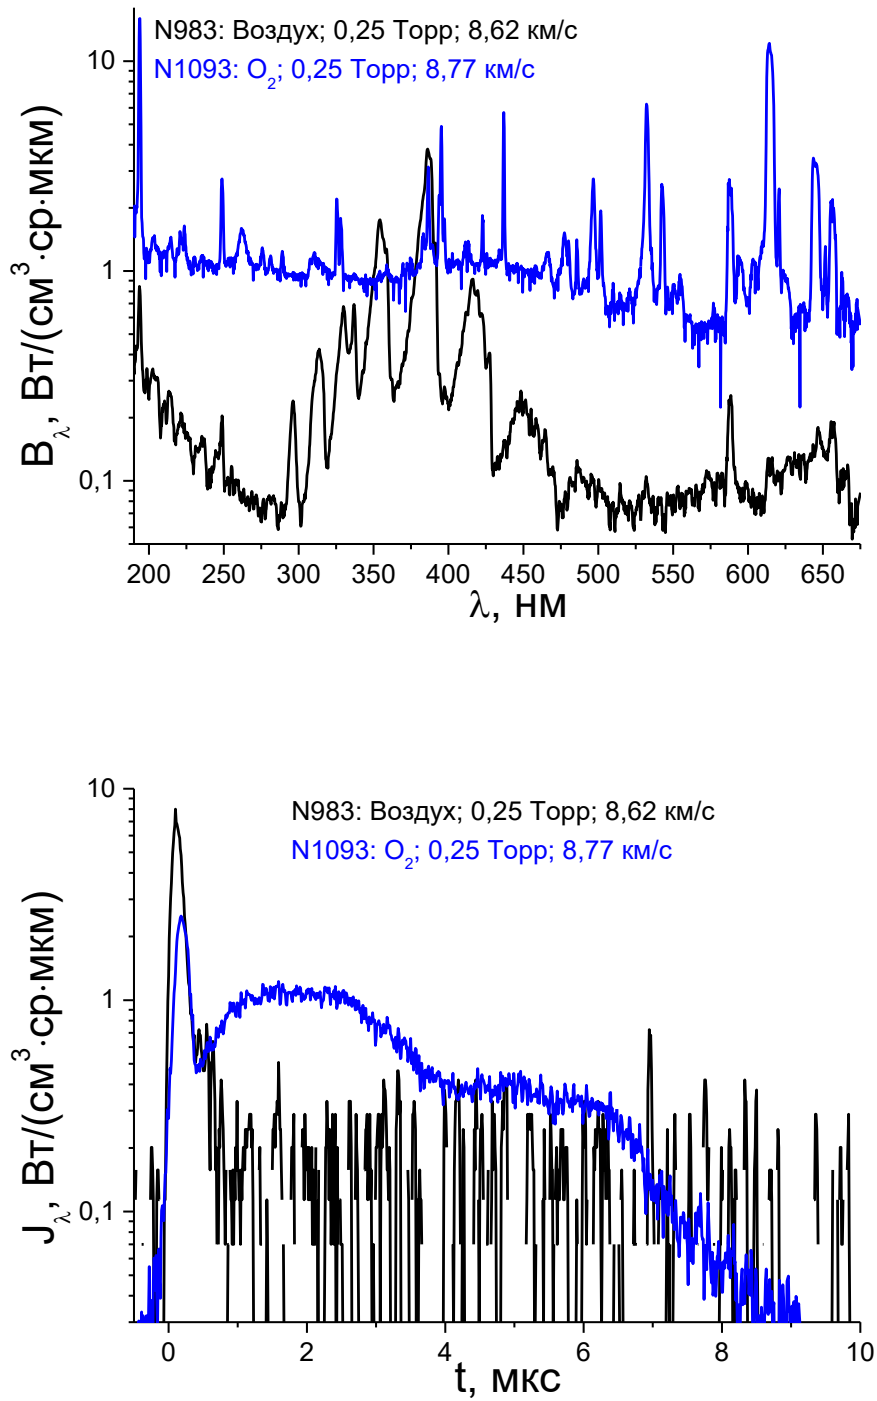 N983: Воздух; 0,25 Торр; 8,62 км/с
N1093: O₂; 0,25 Торр; 8,77 км/с
B_λ, Вт/(см³·ср·мкм)
10
1
0,1
200 250 300 350 400 450 500 550 600 650
λ, нм
N983: Воздух; 0,25 Торр; 8,62 км/с
N1093: O₂; 0,25 Торр; 8,77 км/с
J_λ, Вт/(см³·ср·мкм)
10
1
0,1
0 2 4 6 8 10
t, мкс